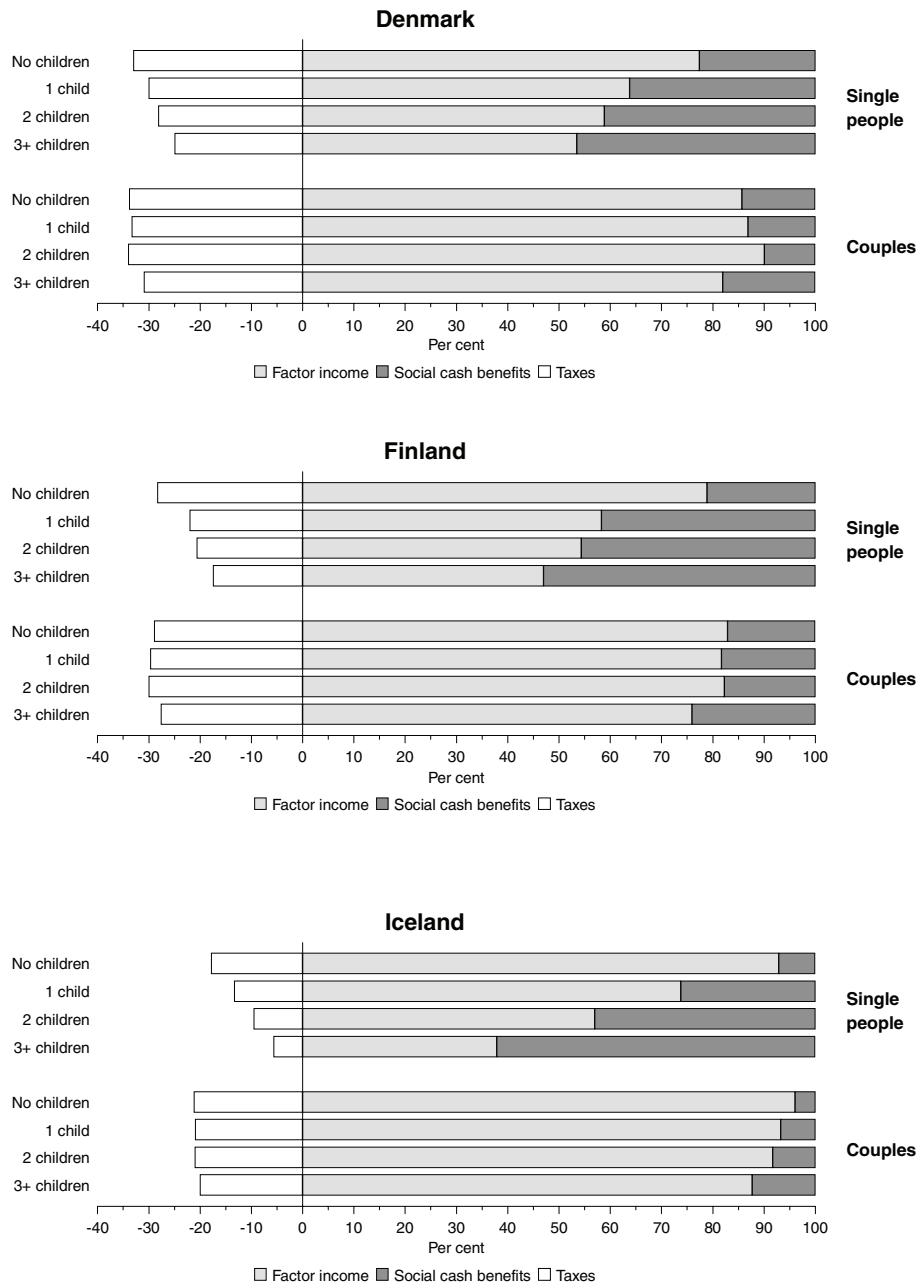 Denmark
No children
1 child
2 children
3+ children
Single
people
No children
1 child
2 children
3+ children
Couples
-40 -30 -20 -10 0 10 20 30 40 50 60 70 80 90 100
Per cent
Factor income Social cash benefits Taxes
Finland
No children
1 child
2 children
3+ children
Single
people
No children
1 child
2 children
3+ children
Couples
-40 -30 -20 -10 0 10 20 30 40 50 60 70 80 90 100
Per cent
Factor income Social cash benefits Taxes
Iceland
No children
1 child
2 children
3+ children
Single
people
No children
1 child
2 children
3+ children
Couples
-40 -30 -20 -10 0 10 20 30 40 50 60 70 80 90 100
Per cent
Factor income Social cash benefits Taxes